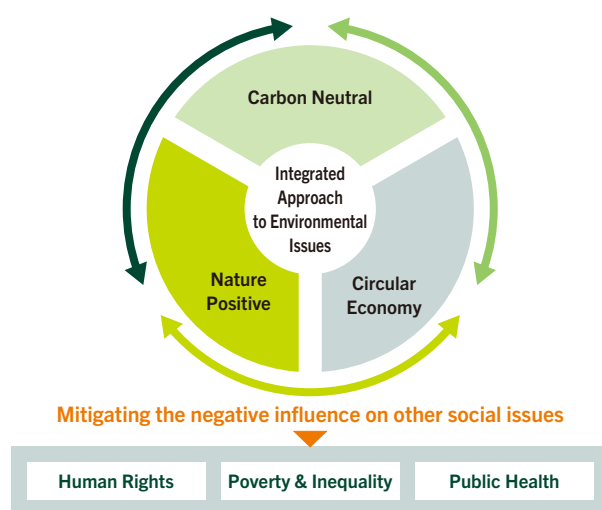 Carbon Neutral
Integrated
Approach
to Environmental
Issues
Nature
Positive
Circular
Economy
Mitigating the negative influence on other social issues
Human Rights
Poverty & Inequality
Public Health